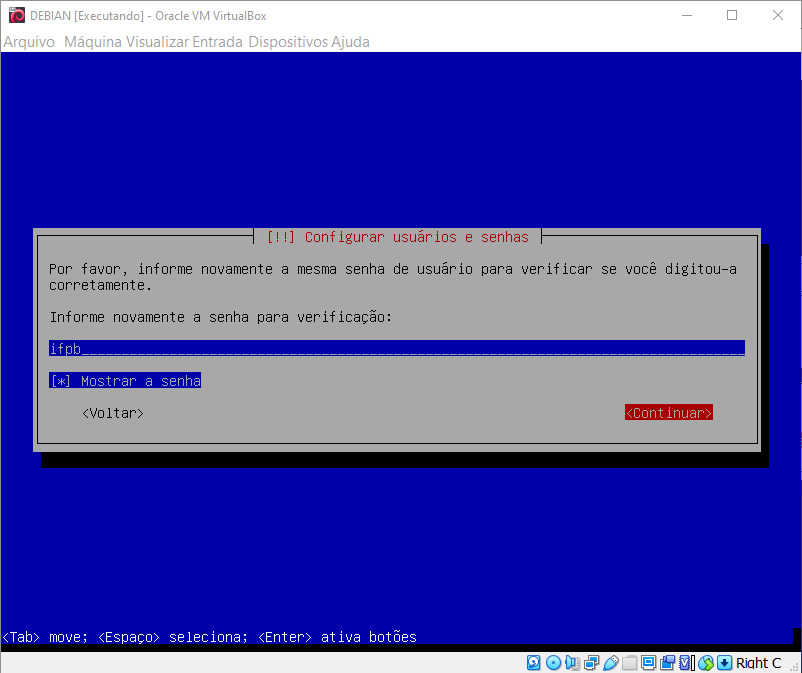 DEBIAN [Executando] - Oracle VM VirtualBox
Arquivo Máquina Visualizar Entrada Dispositivos Ajuda
[!!] Configurar usuários e senhas
Por favor, informe novamente a mesma senha de usuário para verificar se você digitou-a
corretamente.
Informe novamente a senha para verificação:
ifpb
[*] Mostrar a senha
<Voltar> <Continuar>
<Tab> move; <Espaço> seleciona; <Enter> ativa botões
Right C